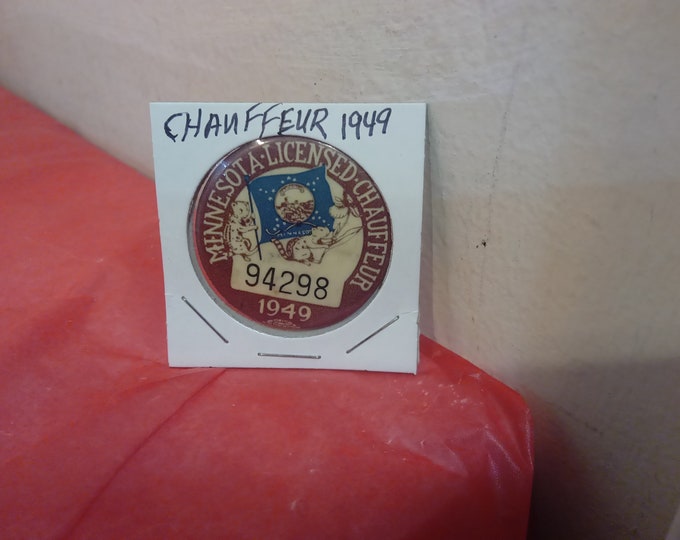 CHAUFFEUR 1949
MINNESOTA·LICENSED·CHAUFFEUR
94298
1949